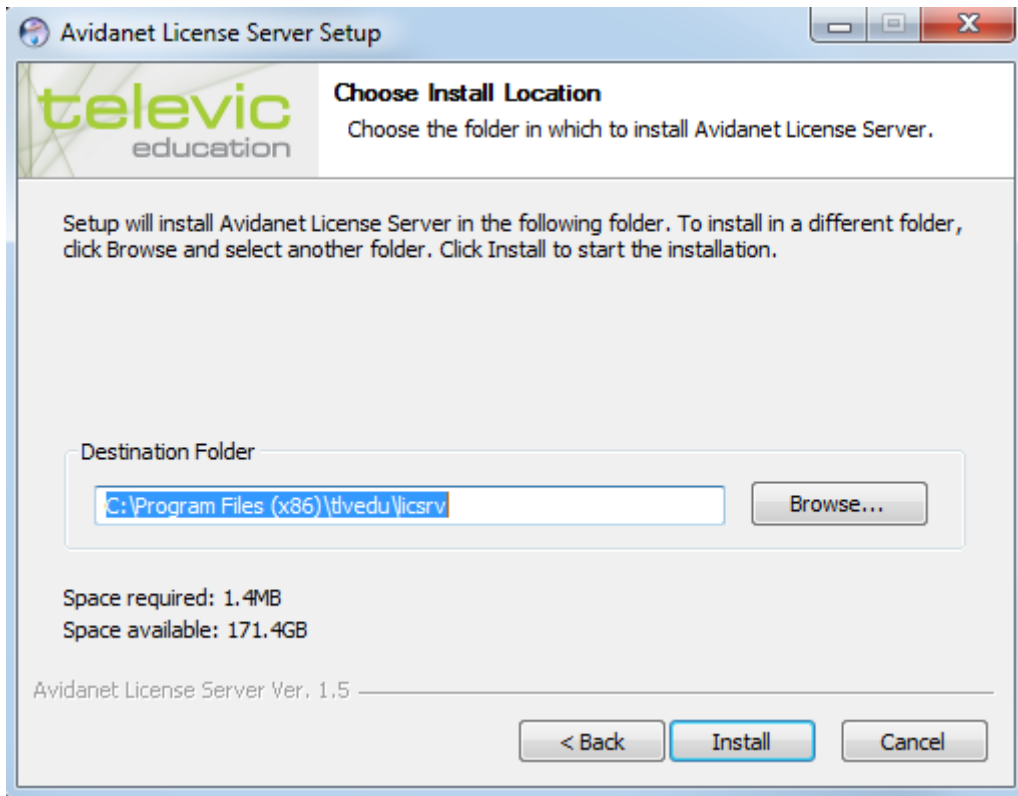 Avidanet License Server Setup
televic
education
Choose Install Location
Choose the folder in which to install Avidanet License Server.
Setup will install Avidanet License Server in the following folder. To install in a different folder,
click Browse and select another folder. Click Install to start the installation.
Destination Folder
C:\Program Files (x86)\tlvedu\licsrv
Browse...
Space required: 1.4MB
Space available: 171.4GB
Avidanet License Server Ver. 1.5
< Back
Install
Cancel